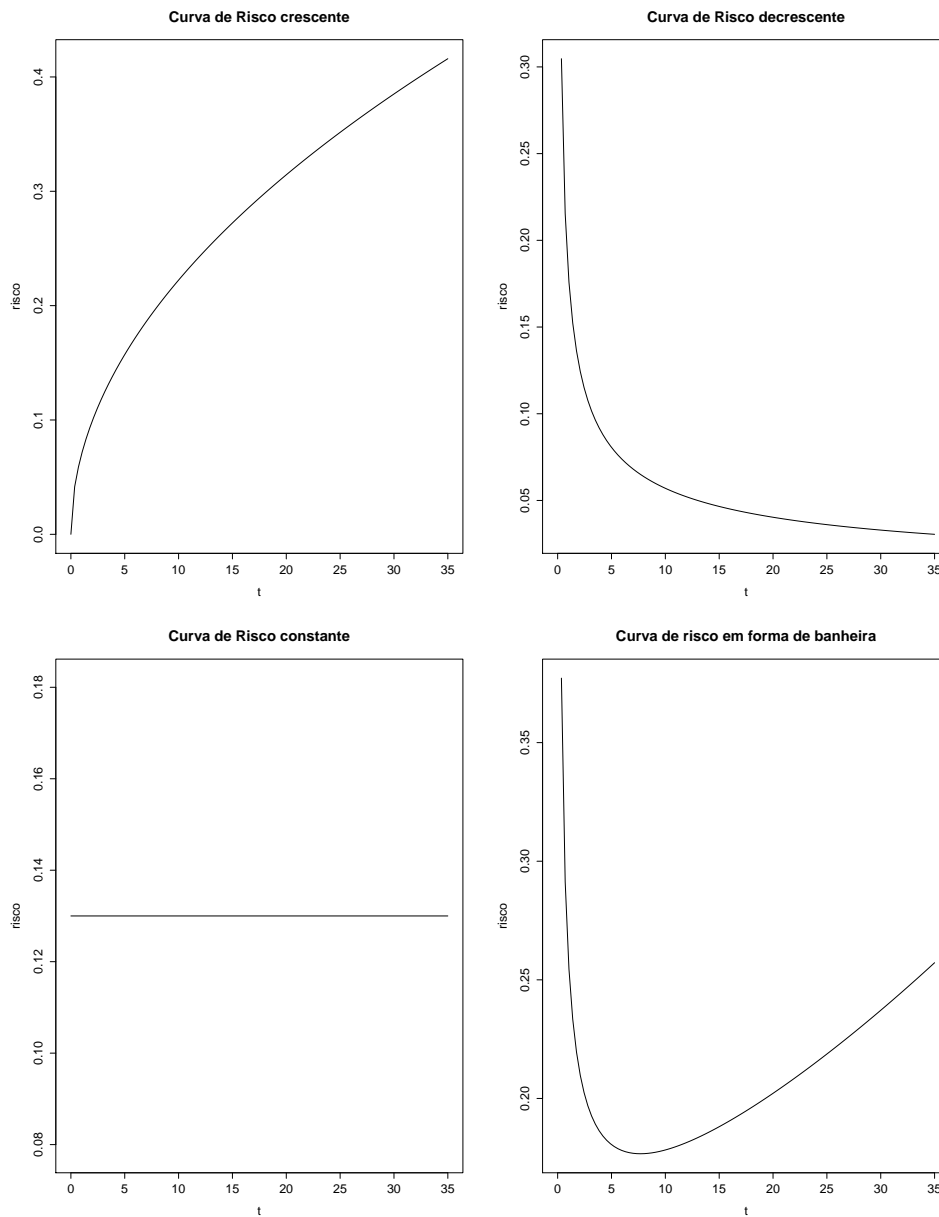 Curva de Risco crescente
risco
0.0 0.1 0.2 0.3 0.4
0 5 10 15 20 25 30 35
t
Curva de Risco decrescente
risco
0.05 0.10 0.15 0.20 0.25 0.30
0 5 10 15 20 25 30 35
t
Curva de Risco constante
risco
0.08 0.10 0.12 0.14 0.16 0.18
0 5 10 15 20 25 30 35
t
Curva de risco em forma de banheira
risco
0.20 0.25 0.30 0.35
0 5 10 15 20 25 30 35
t